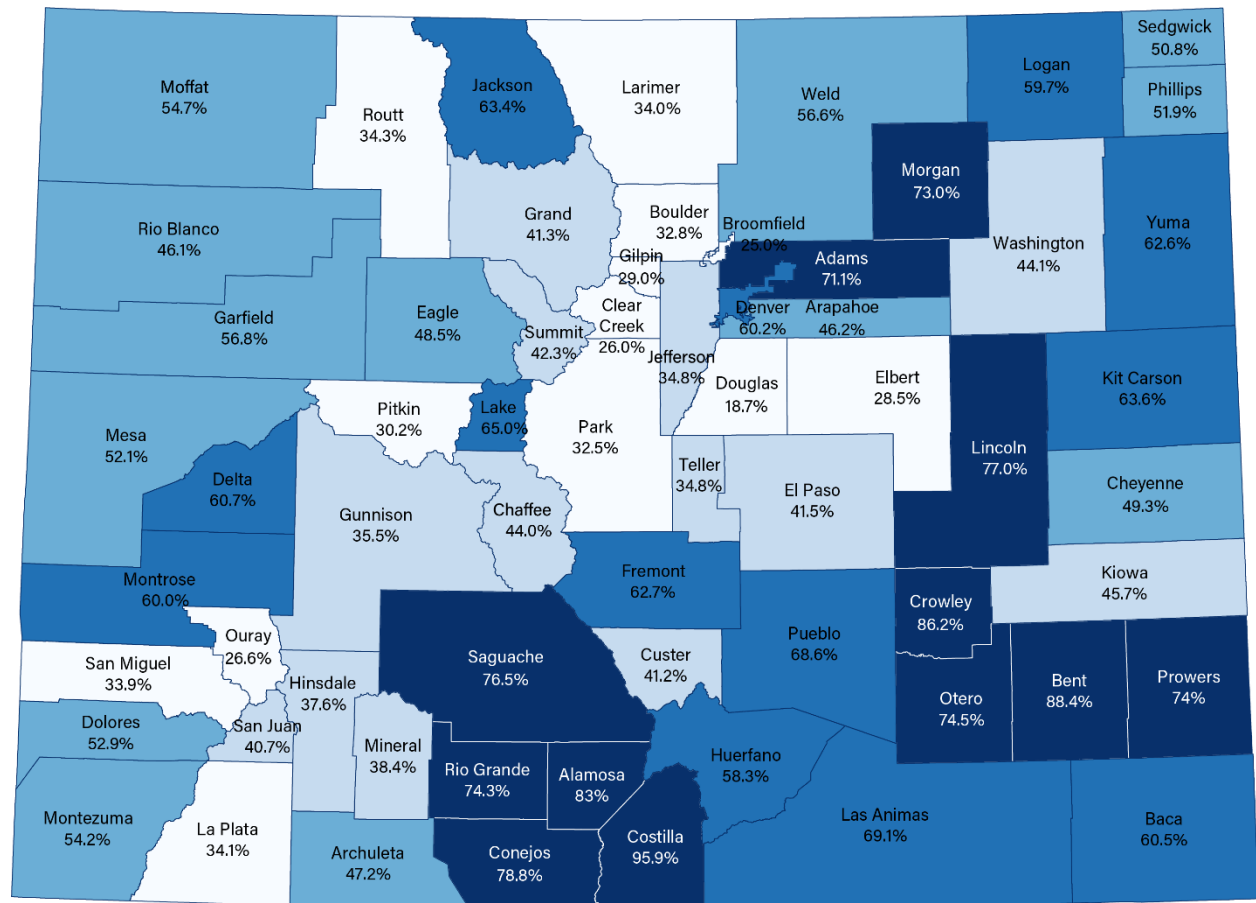 Sedgwick
50.8%
Moffat
54.7%
Jackson
63.4%
Larimer
34.0%
Weld
56.6%
Logan
59.7%
Phillips
51.9%
Routt
34.3%
Morgan
73.0%
Grand
41.3%
Boulder
32.8%
Broomfield
25.0%
Rio Blanco
46.1%
Yuma
62.6%
Washington
44.1%
Gilpin
29.0%
Adams
71.1%
Garfield
56.8%
Eagle
48.5%
Clear
Creek
26.0%
Denver
60.2%
Arapahoe
46.2%
Summit
42.3%
Jefferson
34.8%
Douglas
18.7%
Elbert
28.5%
Kit Carson
63.6%
Pitkin
30.2%
Lake
65.0%
Park
32.5%
Mesa
52.1%
Lincoln
77.0%
Delta
60.7%
Teller
34.8%
El Paso
41.5%
Cheyenne
49.3%
Gunnison
35.5%
Chaffee
44.0%
Montrose
60.0%
Fremont
62.7%
Kiowa
45.7%
Crowley
86.2%
Ouray
26.6%
Pueblo
68.6%
San Miguel
33.9%
Saguache
76.5%
Custer
41.2%
Hinsdale
37.6%
Otero
74.5%
Bent
88.4%
Prowers
74%
Dolores
52.9%
San Juan
40.7%
Mineral
38.4%
Rio Grande
74.3%
Alamosa
83%
Huerfano
58.3%
Montezuma
54.2%
La Plata
34.1%
Archuleta
47.2%
Conejos
78.8%
Costilla
95.9%
Las Animas
69.1%
Baca
60.5%